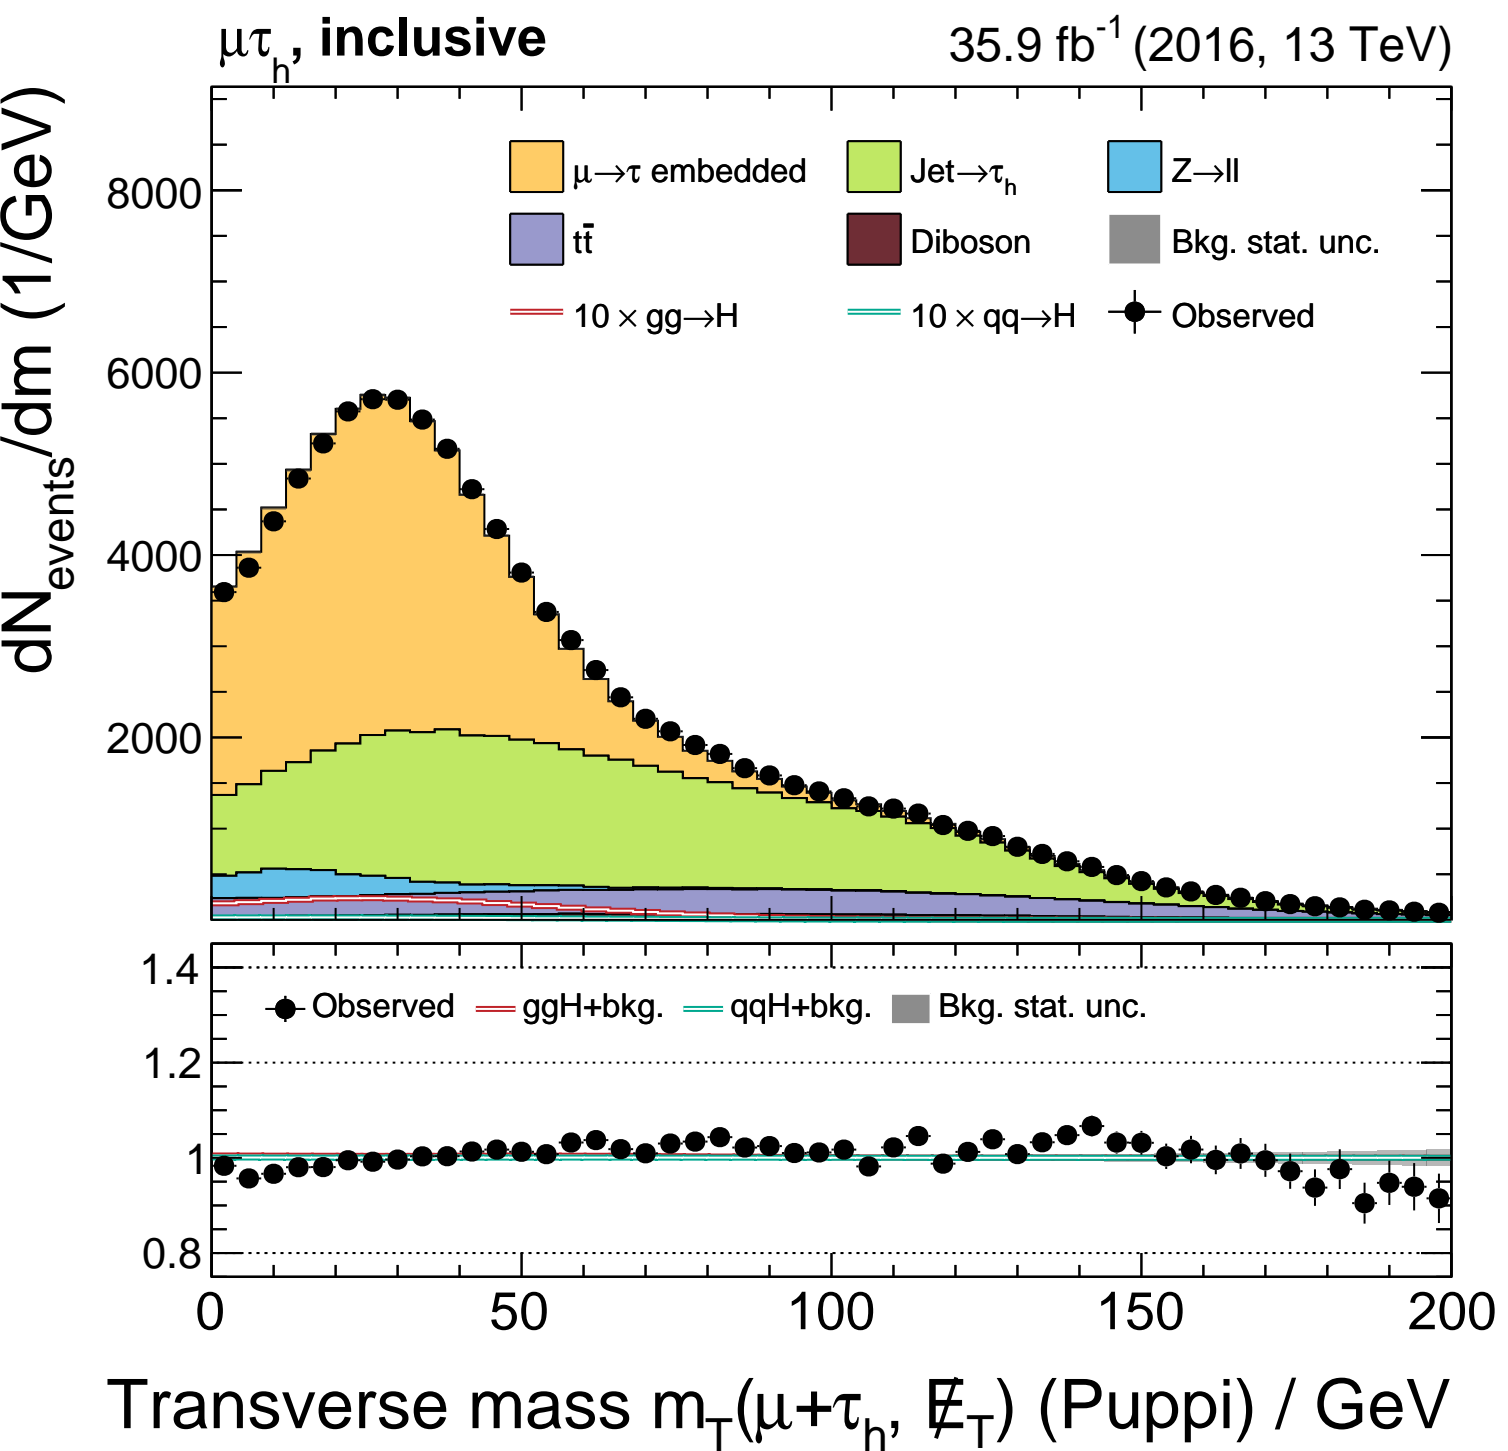 μτh, inclusive 35.9 fb-1 (2016, 13 TeV)
dNevents/dm (1/GeV)
μ→τ embedded Jet→τh Z→ll
tt̄ Diboson Bkg. stat. unc.
10 × gg→H 10 × qq→H Observed
8000
6000
4000
2000
1.4
Observed ggH+bkg. qqH+bkg. Bkg. stat. unc.
1.2
1
0.8
0 50 100 150 200
Transverse mass mT(μ+τh, E̸T) (Puppi) / GeV